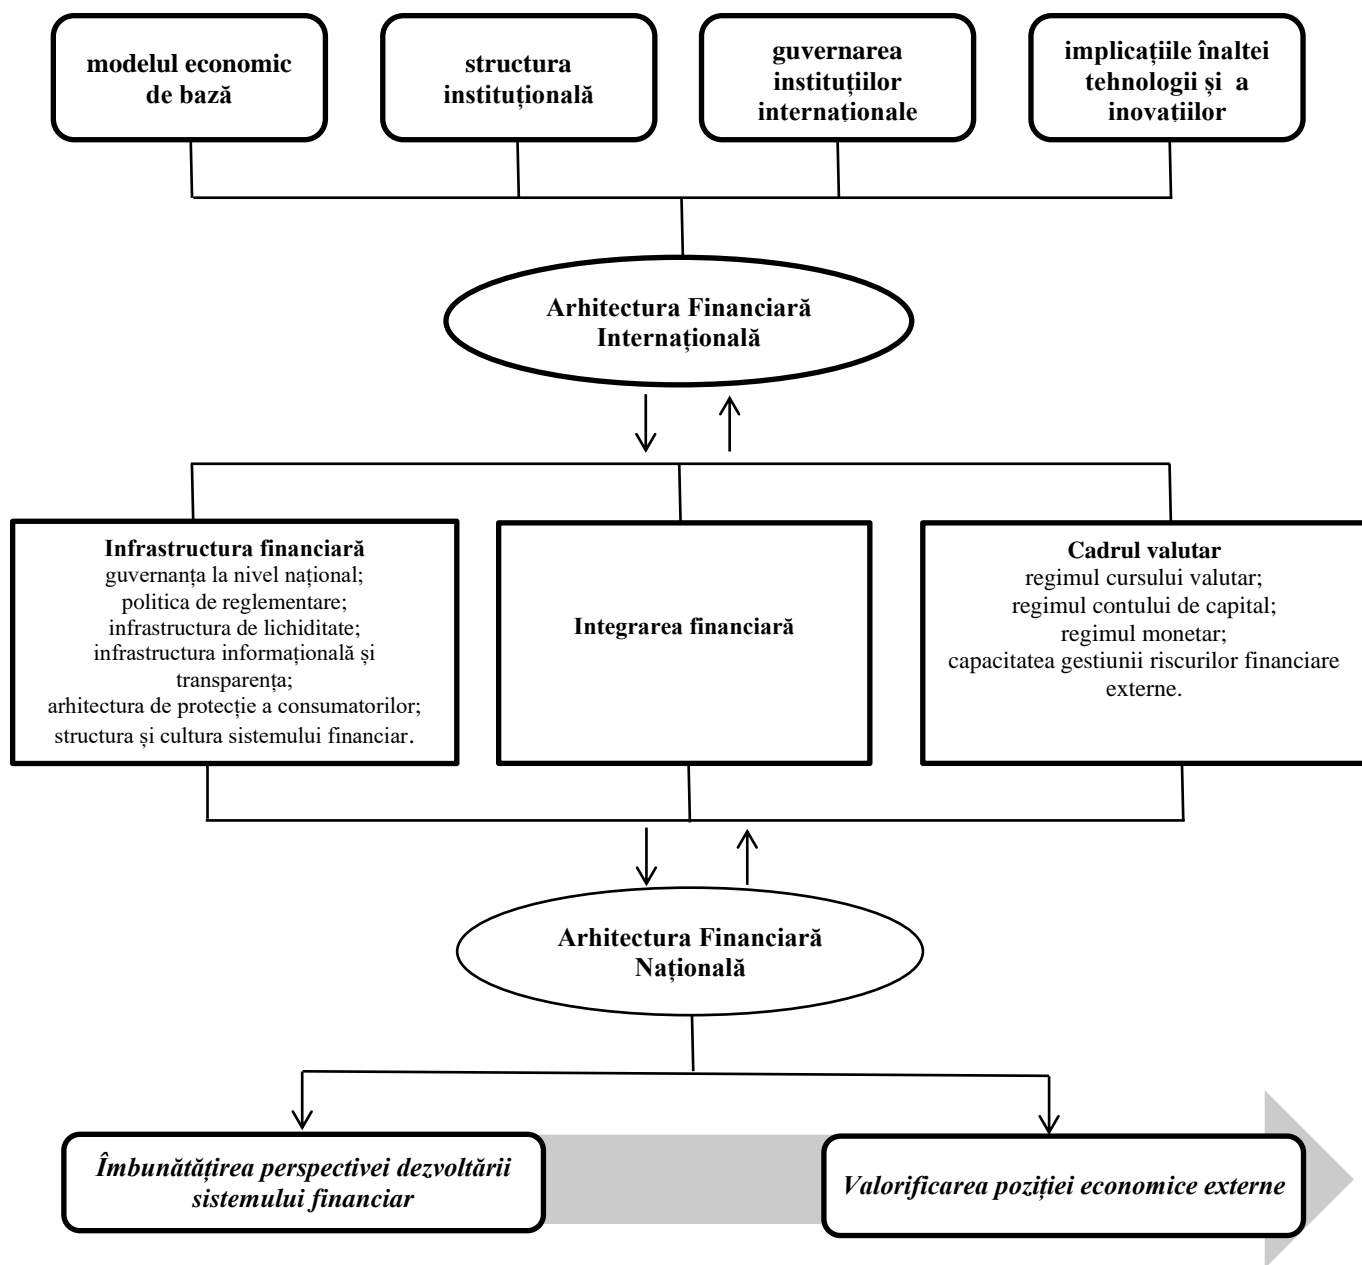 modelul economic
de bază
structura
instituțională
guvernarea
instituțiilor
internaționale
implicațiile înaltei
tehnologii și a
inovațiilor
Arhitectura Financiară
Internațională
Infrastructura financiară
guvernanța la nivel național;
politica de reglementare;
infrastructura de lichiditate;
infrastructura informațională și
transparența;
arhitectura de protecție a consumatorilor;
structura și cultura sistemului financiar.
Integrarea financiară
Cadrul valutar
regimul cursului valutar;
regimul contului de capital;
regimul monetar;
capacitatea gestiunii riscurilor financiare
externe.
Arhitectura Financiară
Națională
Îmbunătățirea perspectivei dezvoltării
sistemului financiar
Valorificarea poziției economice externe